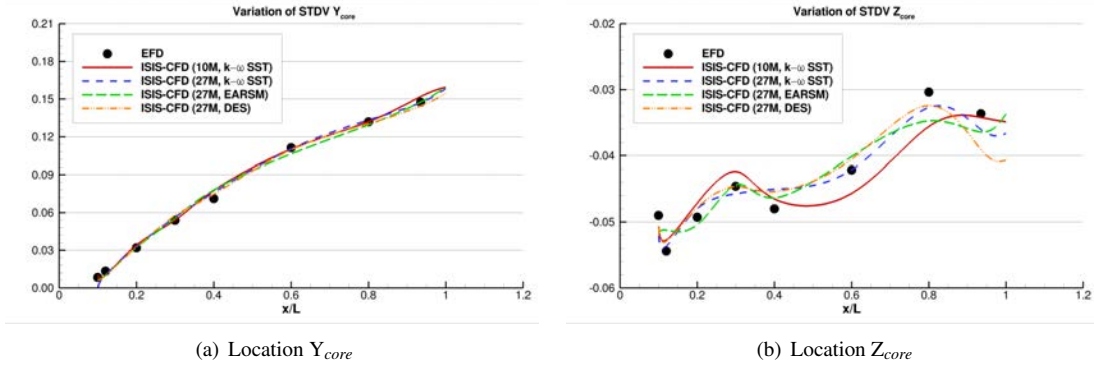 Variation of STDV Y_core
0.21
0.18
0.15
0.12
0.09
0.06
0.03
0.00
EFD
ISIS-CFD (10M, k-ω SST)
ISIS-CFD (27M, k-ω SST)
ISIS-CFD (27M, EARSM)
ISIS-CFD (27M, DES)
0 0.2 0.4 0.6 0.8 1 1.2
x/L
(a) Location Y_core
Variation of STDV Z_core
-0.02
-0.03
-0.04
-0.05
-0.06
EFD
ISIS-CFD (10M, k-ω SST)
ISIS-CFD (27M, k-ω SST)
ISIS-CFD (27M, EARSM)
ISIS-CFD (27M, DES)
0 0.2 0.4 0.6 0.8 1 1.2
x/L
(b) Location Z_core